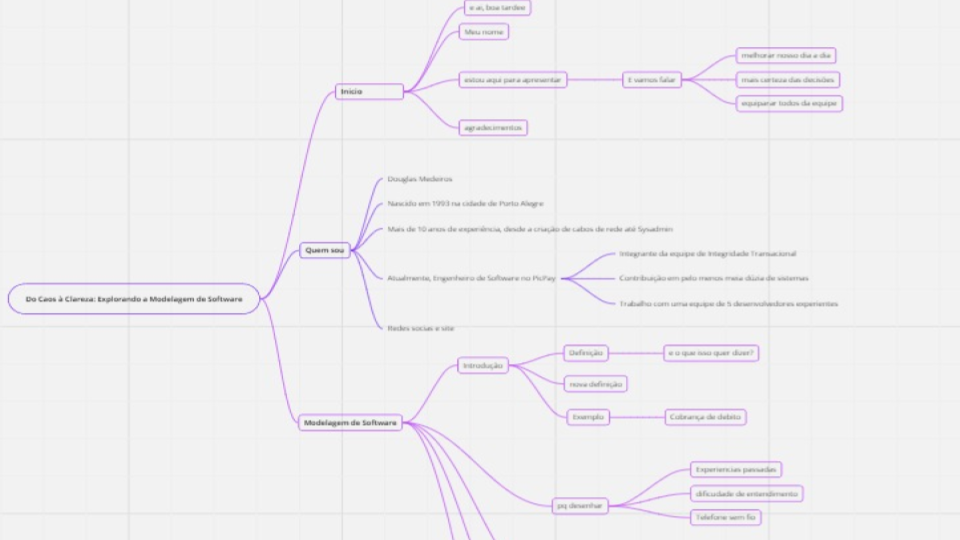 e ai, boa tardee
Meu nome
estou aqui para apresentar
E vamos falar
melhorar nosso dia a dia
mais certeza das decisões
equiparar todos da equipe
agradecimentos
Inicio
Douglas Medeiros
Nascido em 1993 na cidade de Porto Alegre
Mais de 10 anos de experiência, desde a criação de cabos de rede até Sysadmin
Quem sou
Atualmente, Engenheiro de Software no PicPay
Integrante da equipe de Integridade Transacional
Contribuição em pelo menos meia dúzia de sistemas
Trabalho com uma equipe de 5 desenvolvedores experientes
Redes socias e site
Do Caos à Clareza: Explorando a Modelagem de Software
Modelagem de Software
Introdução
Definição
e o que isso quer dizer?
nova definição
Exemplo
Cobrança de debito
pq desenhar
Experiencias passadas
dificudade de entendimento
Telefone sem fio